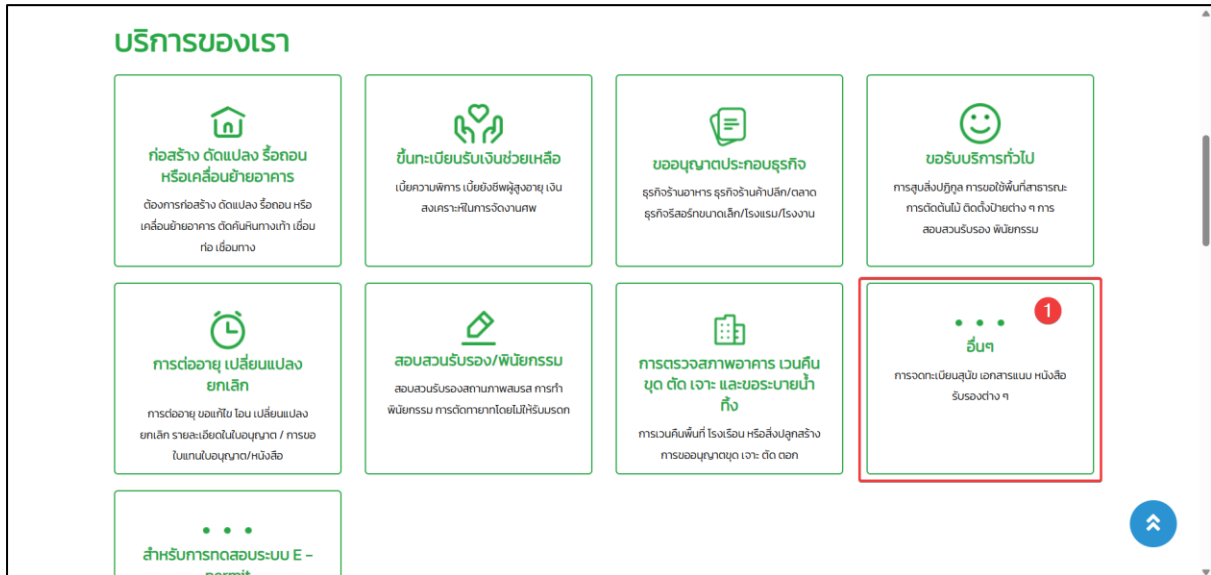 บริการของเรา
ก่อสร้าง ดัดแปลง รื้อถอน
หรือเคลื่อนย้ายอาคาร
ต้องการก่อสร้าง ดัดแปลง รื้อถอน หรือ
เคลื่อนย้ายอาคาร ตัดคันหินทางเท้า เชื่อม
ท่อ เชื่อมทาง
ขึ้นทะเบียนรับเงินช่วยเหลือ
เบี้ยความพิการ เบี้ยยังชีพผู้สูงอายุ เงิน
สงเคราะห์ในการจัดงานศพ
ขออนุญาตประกอบธุรกิจ
ธุรกิจร้านอาหาร ธุรกิจร้านค้าปลีก/ตลาด
ธุรกิจรีสอร์ทขนาดเล็ก/โรงแรม/โรงงาน
ขอรับบริการทั่วไป
การสูบสิ่งปฏิกูล การขอใช้พื้นที่สาธารณะ
การตัดต้นไม้ ติดตั้งป้ายต่าง ๆ การ
สอบสวนรับรอง พินัยกรรม
การต่ออายุ เปลี่ยนแปลง
ยกเลิก
การต่ออายุ ขอแก้ไข โอน เปลี่ยนแปลง
ยกเลิก รายละเอียดในใบอนุญาต / การขอ
ใบแทนใบอนุญาต/หนังสือ
สอบสวนรับรอง/พินัยกรรม
สอบสวนรับรองสถานภาพสมรส การทำ
พินัยกรรม การตัดทายาทโดยไม่ให้รับมรดก
การตรวจสภาพอาคาร เวนคืน
ขุด ตัด เจาะ และขอระบายน้ำ
ทิ้ง
การเวนคืนพื้นที่ โรงเรือน หรือสิ่งปลูกสร้าง
การขออนุญาตขุด เจาะ ตัด ตอก
1
อื่นๆ
การจดทะเบียนสุนัข เอกสารแนบ หนังสือ
รับรองต่าง ๆ
สำหรับการทดสอบระบบ E –
permit